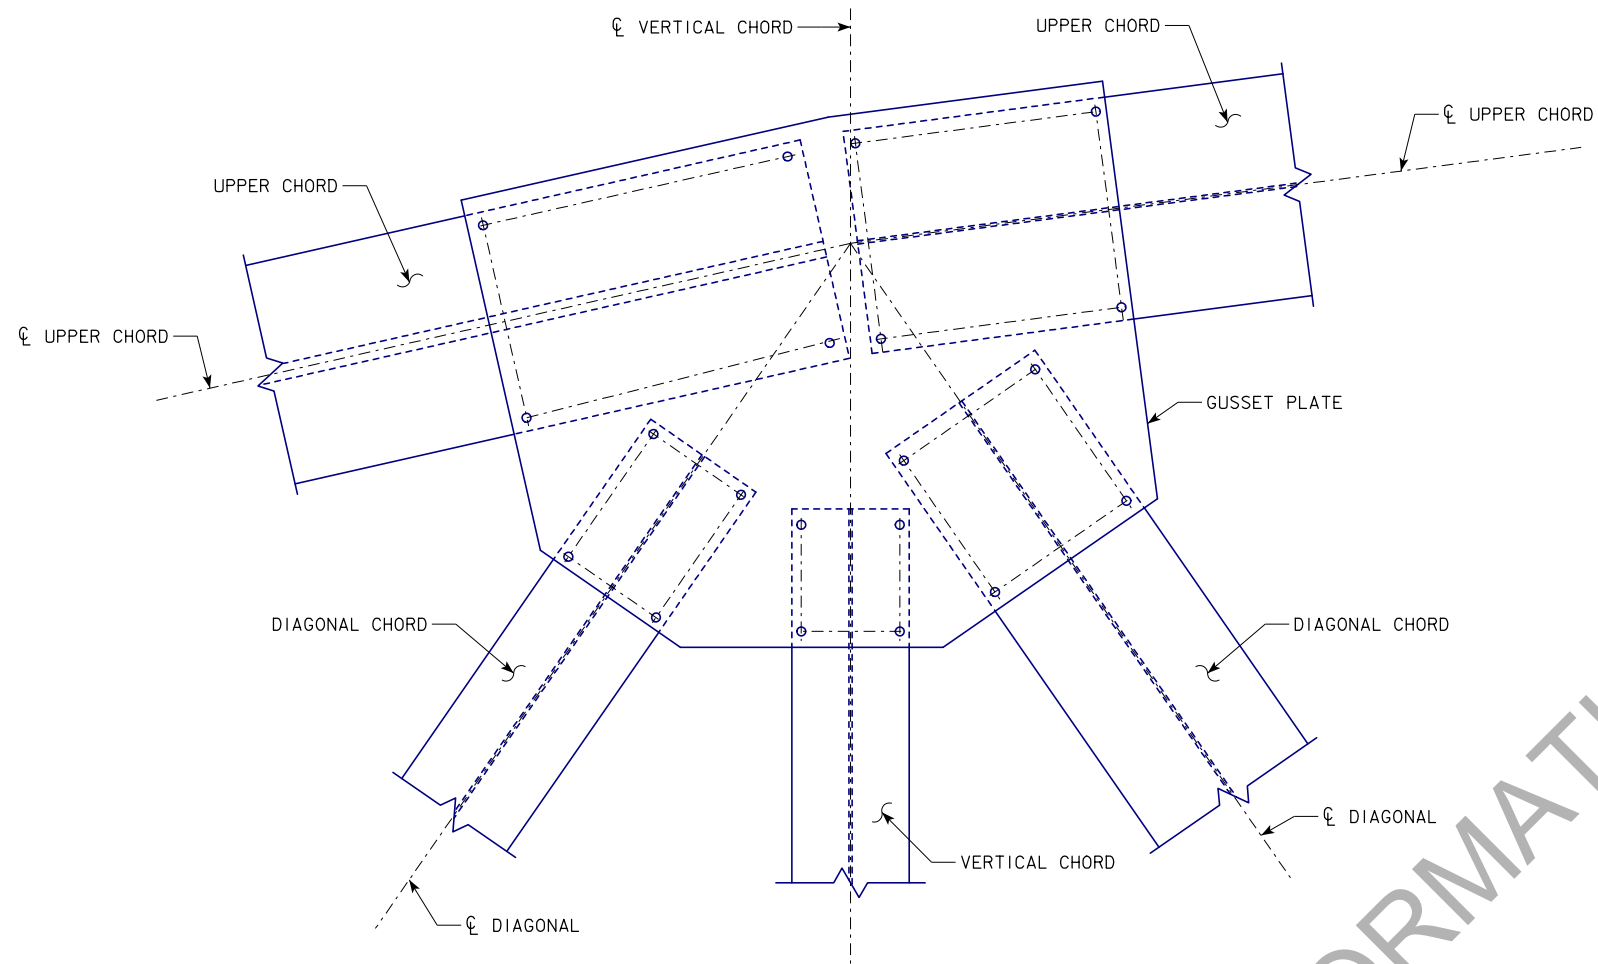 ℄ VERTICAL CHORD
UPPER CHORD
℄ UPPER CHORD
UPPER CHORD
℄ UPPER CHORD
GUSSET PLATE
DIAGONAL CHORD
DIAGONAL CHORD
℄ DIAGONAL
VERTICAL CHORD
℄ DIAGONAL